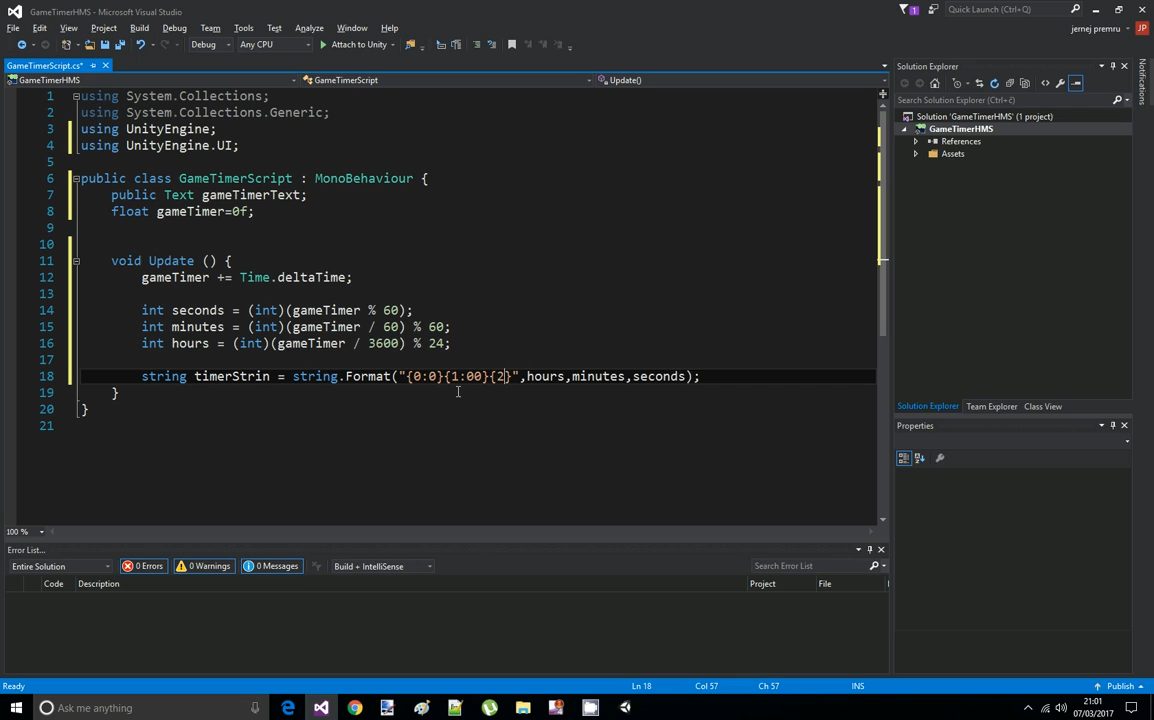 GameTimerHMS - Microsoft Visual Studio
1
Quick Launch (Ctrl+Q)
File Edit View Project Build Debug Team Tools Test Analyze Window Help
jernej premru
JP
Debug Any CPU Attach to Unity
GameTimerScript.cs*
GameTimerHMS GameTimerScript Update()
1 using System.Collections;
2 using System.Collections.Generic;
3 using UnityEngine;
4 using UnityEngine.UI;
5
6 public class GameTimerScript : MonoBehaviour {
7 public Text gameTimerText;
8 float gameTimer=0f;
9
10
11 void Update () {
12 gameTimer += Time.deltaTime;
13
14 int seconds = (int)(gameTimer % 60);
15 int minutes = (int)(gameTimer / 60) % 60;
16 int hours = (int)(gameTimer / 3600) % 24;
17
18 string timerStrin = string.Format("{0:0}{1:00}{2}",hours,minutes,seconds);
19 }
20 }
21
100 %
Solution Explorer
Search Solution Explorer (Ctrl+č)
Solution 'GameTimerHMS' (1 project)
GameTimerHMS
References
Assets
Solution Explorer Team Explorer Class View
Properties
Notifications
Error List...
Entire Solution 0 Errors 0 Warnings 0 Messages Build + IntelliSense Search Error List
Code Description Project File
Ready Ln 18 Col 57 Ch 57 INS Publish
Ask me anything
21:01
07/03/2017